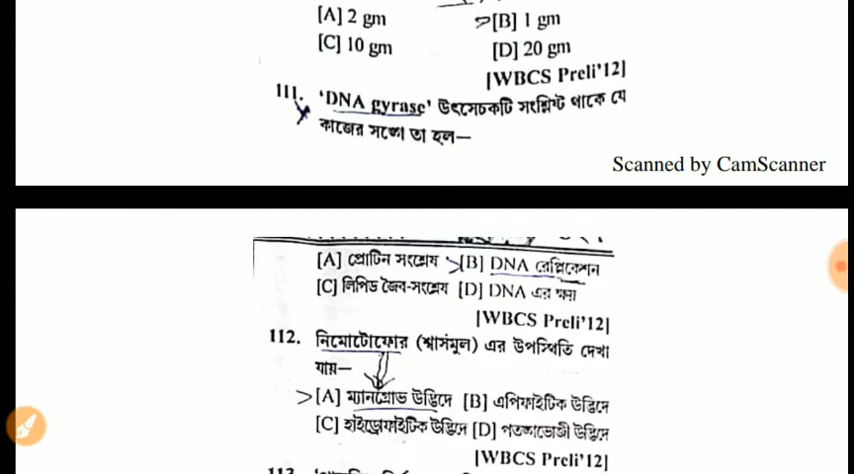 [A] 2 gm [B] 1 gm
[C] 10 gm [D] 20 gm
[WBCS Preli'12]
111. 'DNA gyrase' উৎসেচকটি সংশ্লিষ্ট থাকে যে
কাজের সঙ্গে তা হল—
Scanned by CamScanner
[A] প্রোটিন সংশ্লেষ [B] DNA রেপ্লিকেশন
[C] লিপিড জৈব-সংশ্লেষ [D] DNA এর ক্ষয়
[WBCS Preli'12]
112. নিমোটোফোর (শ্বাসমূল) এর উপস্থিতি দেখা
যায়—
[A] ম্যানগ্রোভ উদ্ভিদে [B] এপিফাইটিক উদ্ভিদে
[C] হাইড্রোফাইটিক উদ্ভিদে [D] পতঙ্গভোজী উদ্ভিদে
[WBCS Preli'12]
113.